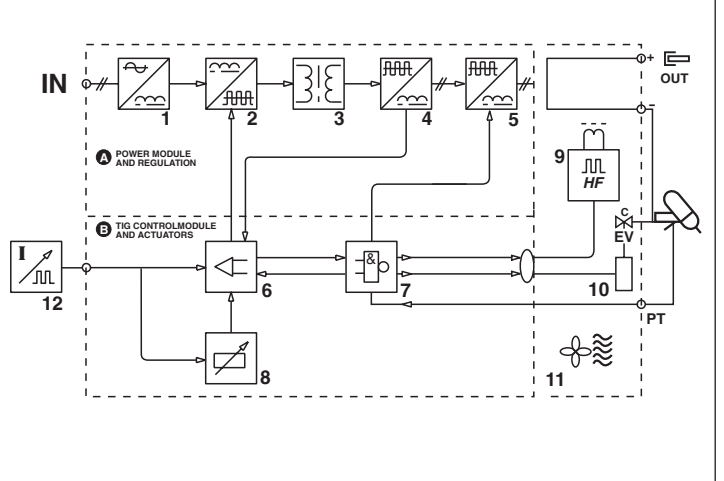 IN
1
2
3
4
5
+
OUT
-
A POWER MODULE
AND REGULATION
9
HF
B TIG CONTROLMODULE
AND ACTUATORS
C
EV
I
12
6
&
7
10
PT
8
11